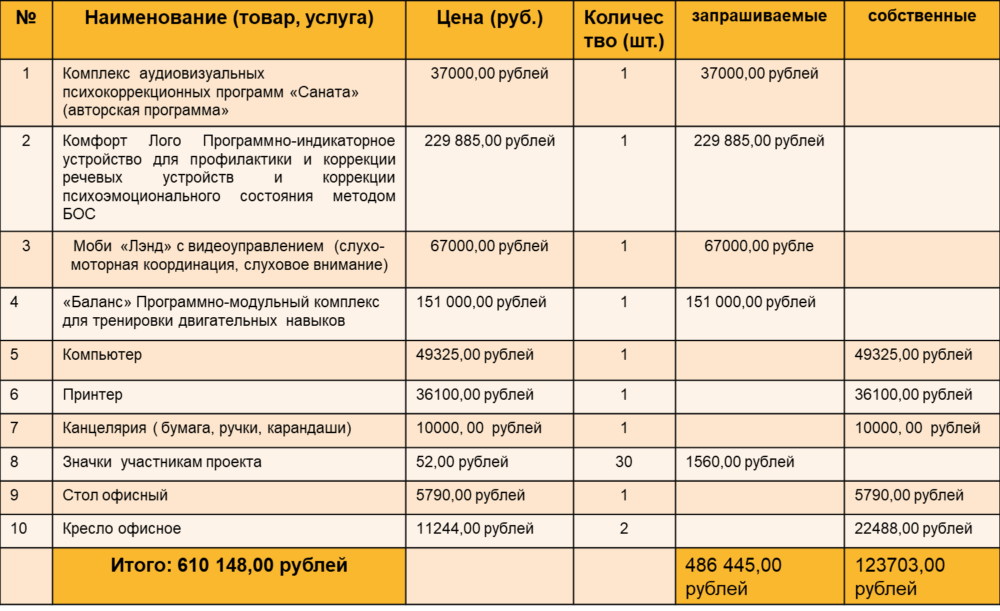 № Наименование (товар, услуга) Цена (руб.) Количес запрашиваемые собственные
тво (шт.)
1 Комплекс аудиовизуальных 37000,00 рублей 1 37000,00 рублей
психокоррекционных программ «Саната»
(авторская программа»
2 Комфорт Лого Программно-индикаторное 229 885,00 рублей 1 229 885,00 рублей
устройство для профилактики и коррекции
речевых устройств и коррекции
психоэмоционального состояния методом
БОС
3 Моби «Лэнд» с видеоуправлением (слухо- 67000,00 рублей 1 67000,00 рубле
моторная координация, слуховое внимание)
4 «Баланс» Программно-модульный комплекс 151 000,00 рублей 1 151 000,00 рублей
для тренировки двигательных навыков
5 Компьютер 49325,00 рублей 1 49325,00 рублей
6 Принтер 36100,00 рублей 1 36100,00 рублей
7 Канцелярия ( бумага, ручки, карандаши) 10000, 00 рублей 1 10000, 00 рублей
8 Значки участникам проекта 52,00 рублей 30 1560,00 рублей
9 Стол офисный 5790,00 рублей 1 5790,00 рублей
10 Кресло офисное 11244,00 рублей 2 22488,00 рублей
Итого: 610 148,00 рублей 486 445,00 123703,00
рублей рублей